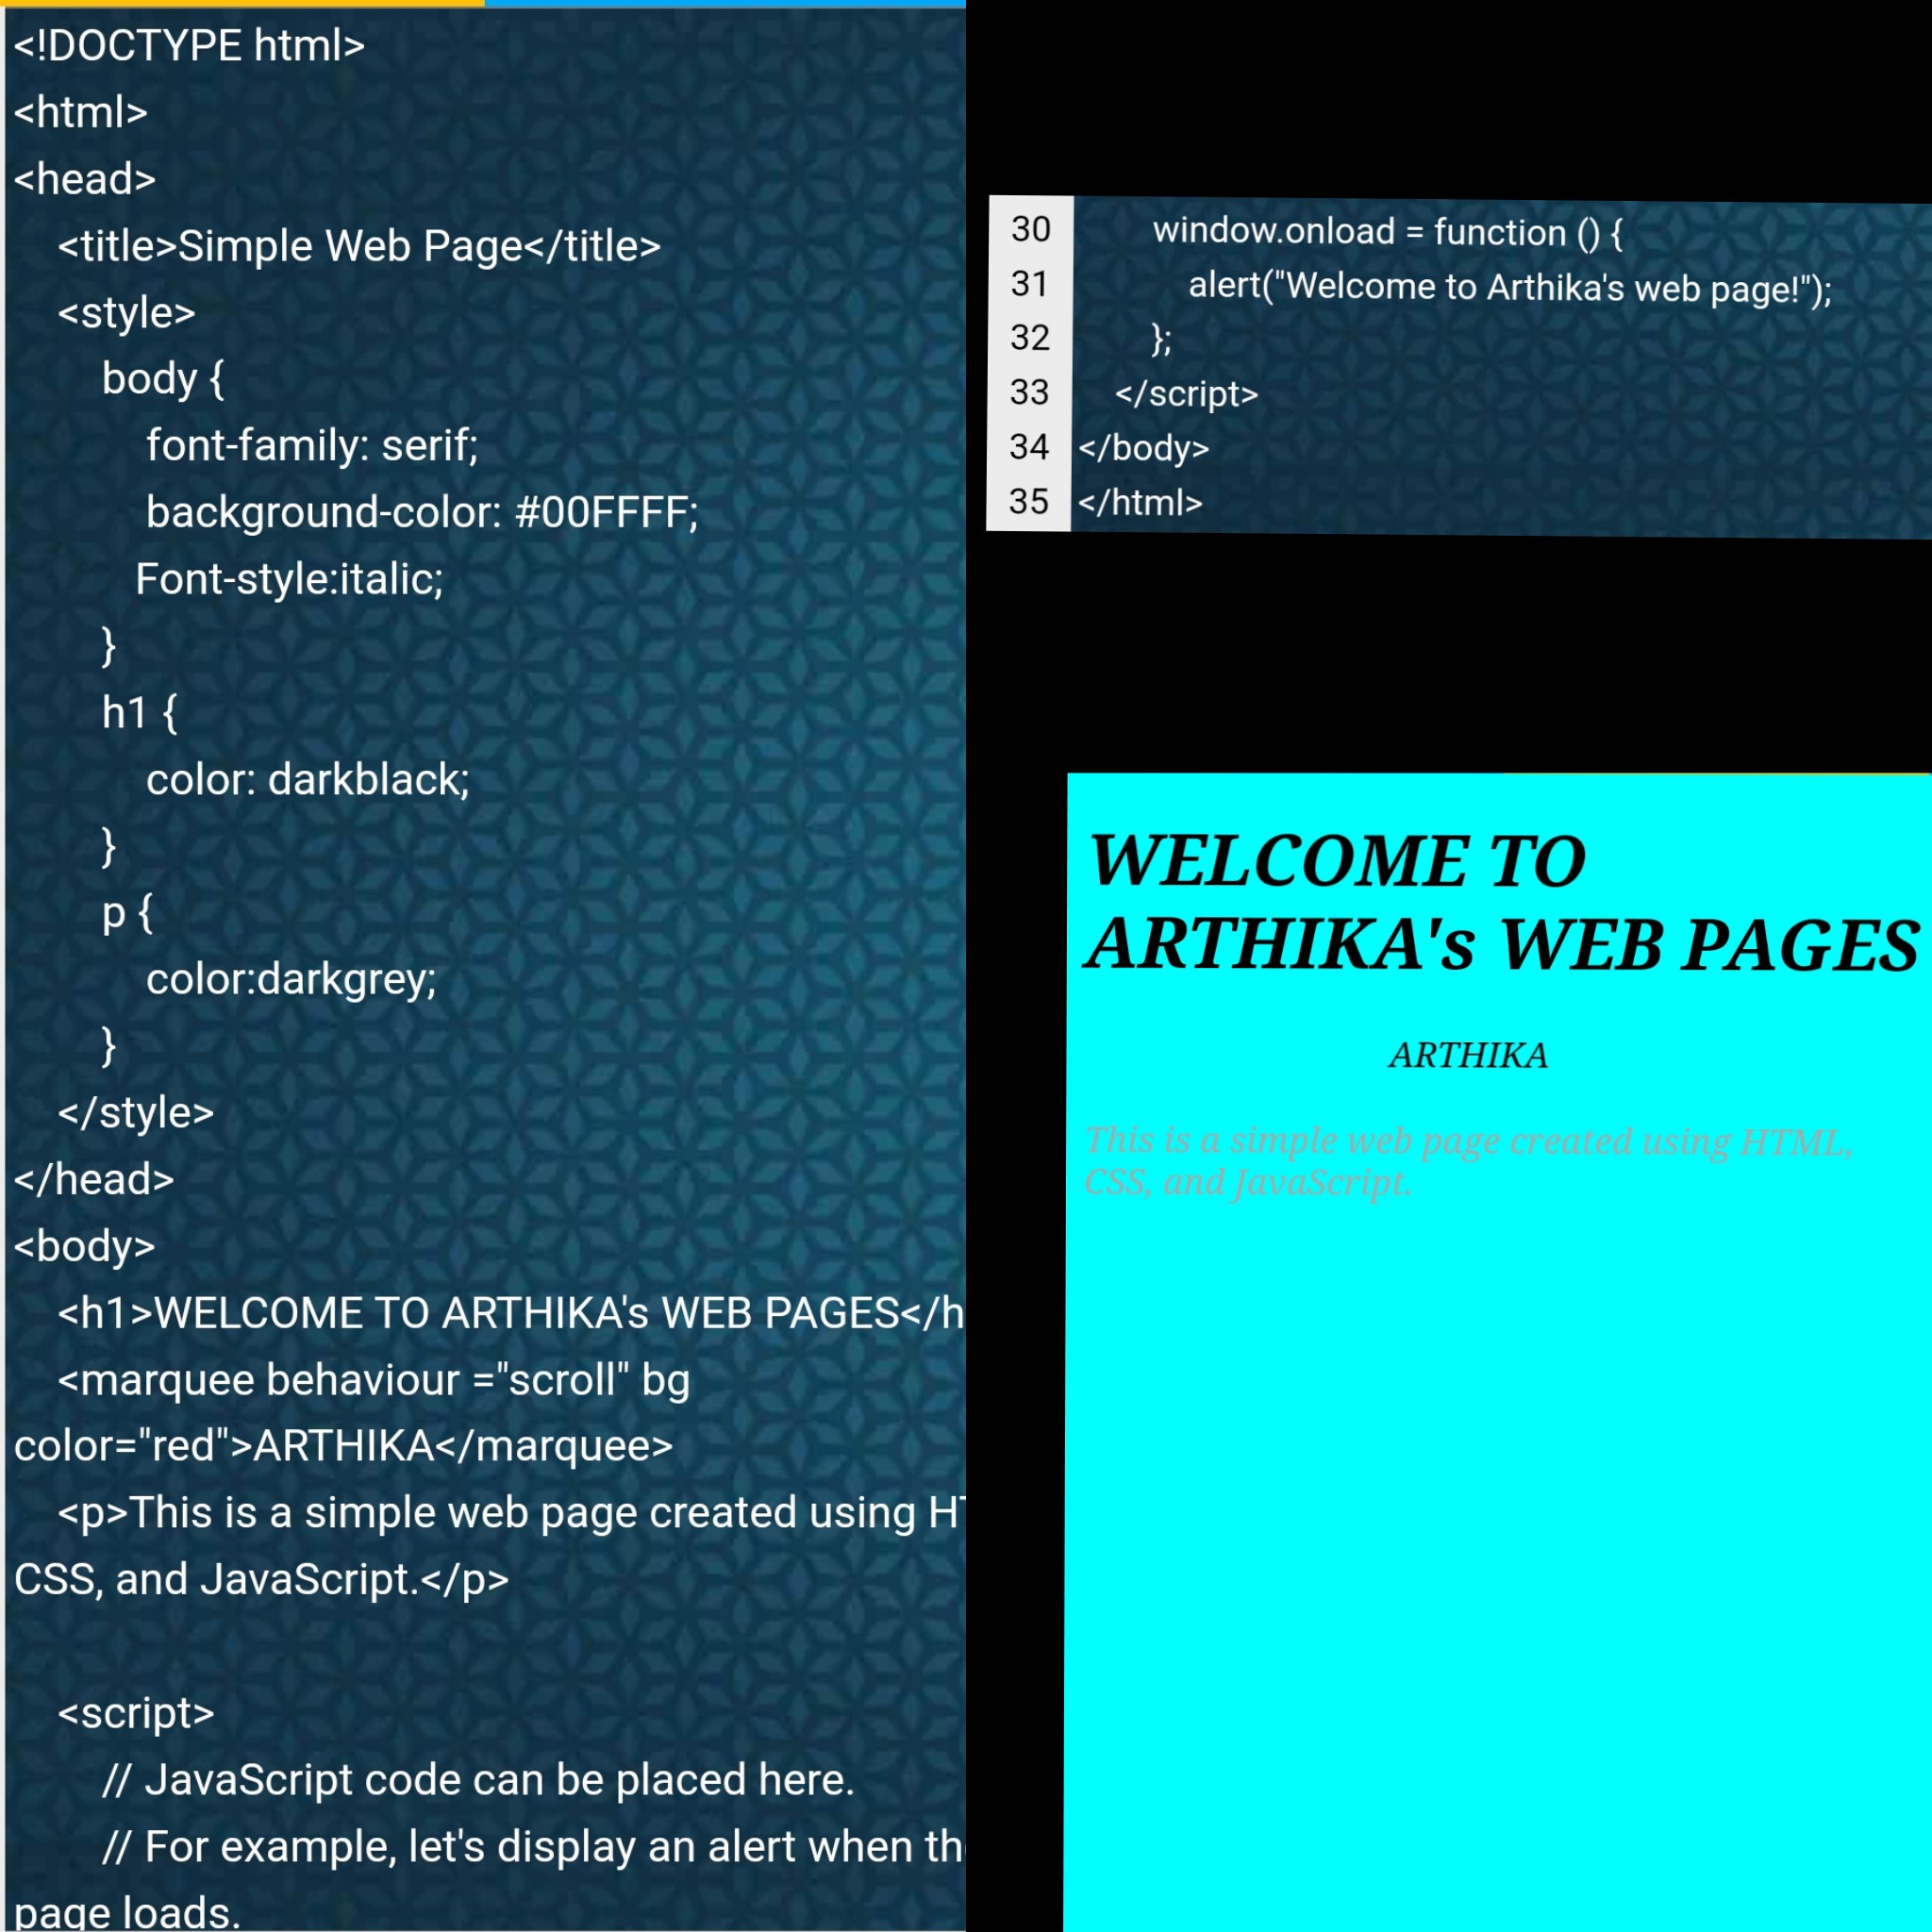 <!DOCTYPE html>
<html>
<head>
<title>Simple Web Page</title>
<style>
body {
font-family: serif;
background-color: #00FFFF;
Font-style:italic;
}
h1 {
color: darkblack;
}
p {
color:darkgrey;
}
</style>
</head>
<body>
<h1>WELCOME TO ARTHIKA's WEB PAGES</h
<marquee behaviour ="scroll" bg
color="red">ARTHIKA</marquee>
<p>This is a simple web page created using
CSS, and JavaScript.</p>
<script>
// JavaScript code can be placed here.
// For example, let's display an alert when
page loads.
30 window.onload = function () {
31 alert("Welcome to Arthika's web page!");
32 };
33 </script>
34 </body>
35 </html>
WELCOME TO
ARTHIKA's WEB PAGES
ARTHIKA
This is a simple web page created using HTML,
CSS, and JavaScript.